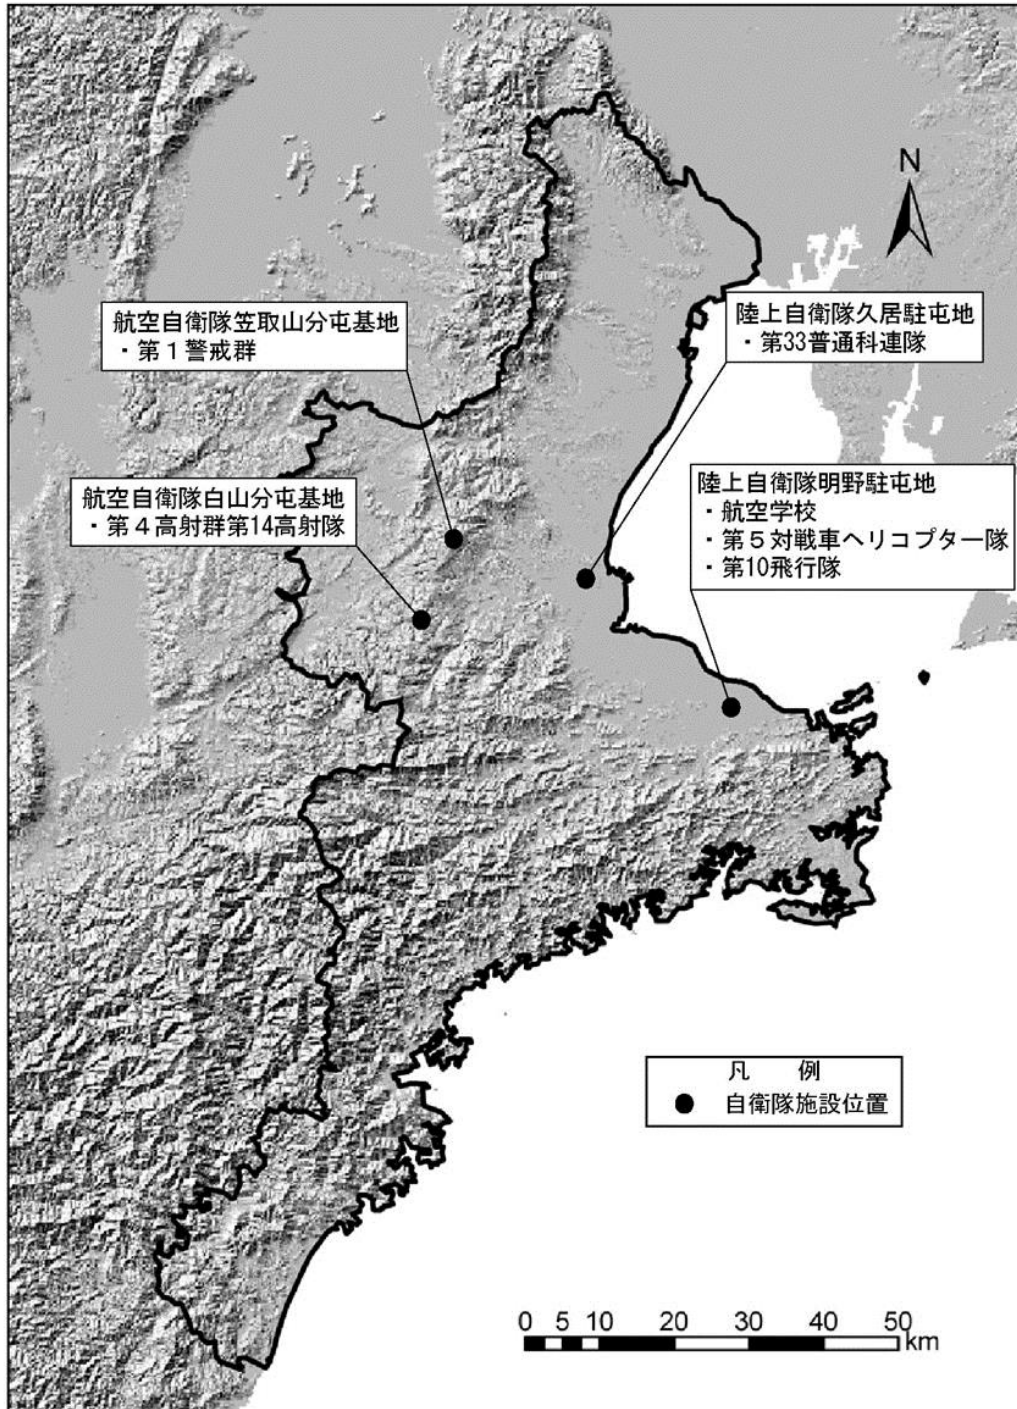 N
航空自衛隊笠取山分屯基地
・第１警戒群
陸上自衛隊久居駐屯地
・第33普通科連隊
航空自衛隊白山分屯基地
・第４高射群第14高射隊
陸上自衛隊明野駐屯地
・航空学校
・第５対戦車ヘリコプター隊
・第10飛行隊
凡　例
● 自衛隊施設位置
0 5 10 20 30 40 50
km